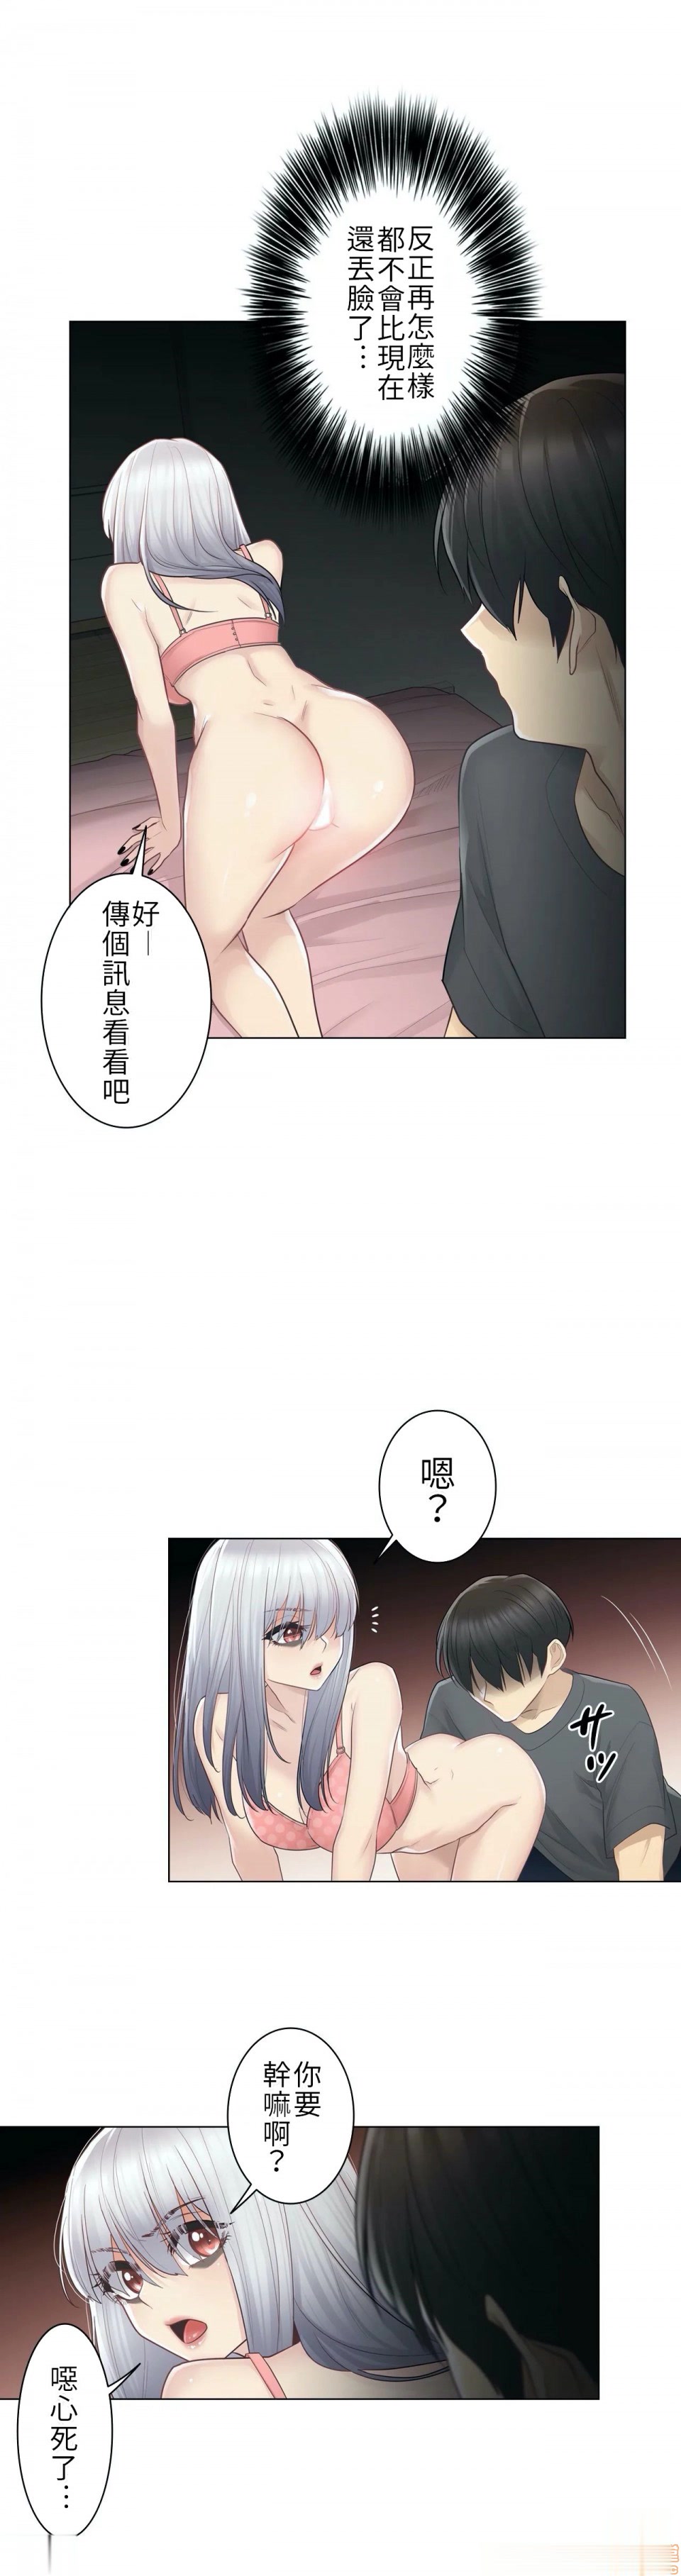 反正再怎麼樣
都不會比現在
還丟臉了…
好—
傳個訊息看看吧
嗯？
サッ
你要
幹嘛啊？
噁心死了…